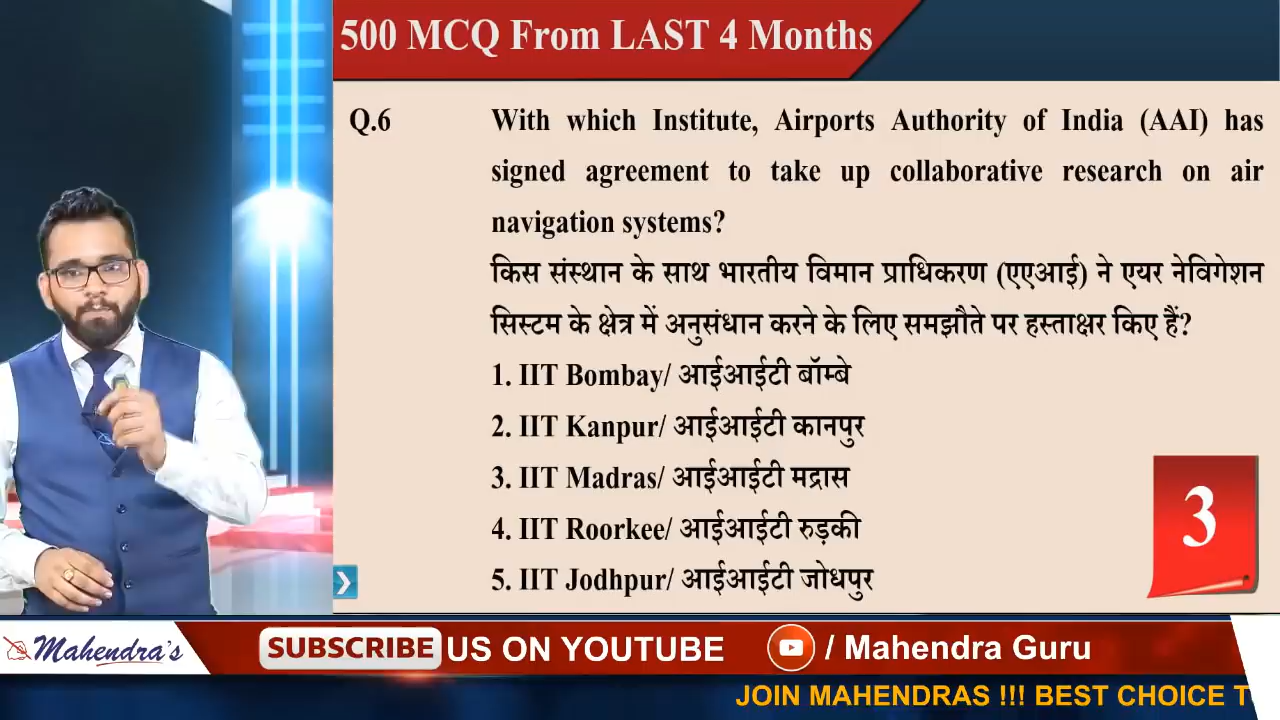 500 MCQ From LAST 4 Months
Q.6 With which Institute, Airports Authority of India (AAI) has
signed agreement to take up collaborative research on air
navigation systems?
किस संस्थान के साथ भारतीय विमान प्राधिकरण (एएआई) ने एयर नेविगेशन
सिस्टम के क्षेत्र में अनुसंधान करने के लिए समझौते पर हस्ताक्षर किए हैं?
1. IIT Bombay/ आईआईटी बॉम्बे
2. IIT Kanpur/ आईआईटी कानपुर
3. IIT Madras/ आईआईटी मद्रास
4. IIT Roorkee/ आईआईटी रुड़की
5. IIT Jodhpur/ आईआईटी जोधपुर
3
Mahendra's SUBSCRIBE US ON YOUTUBE / Mahendra Guru
JOIN MAHENDRAS !!! BEST CHOICE T